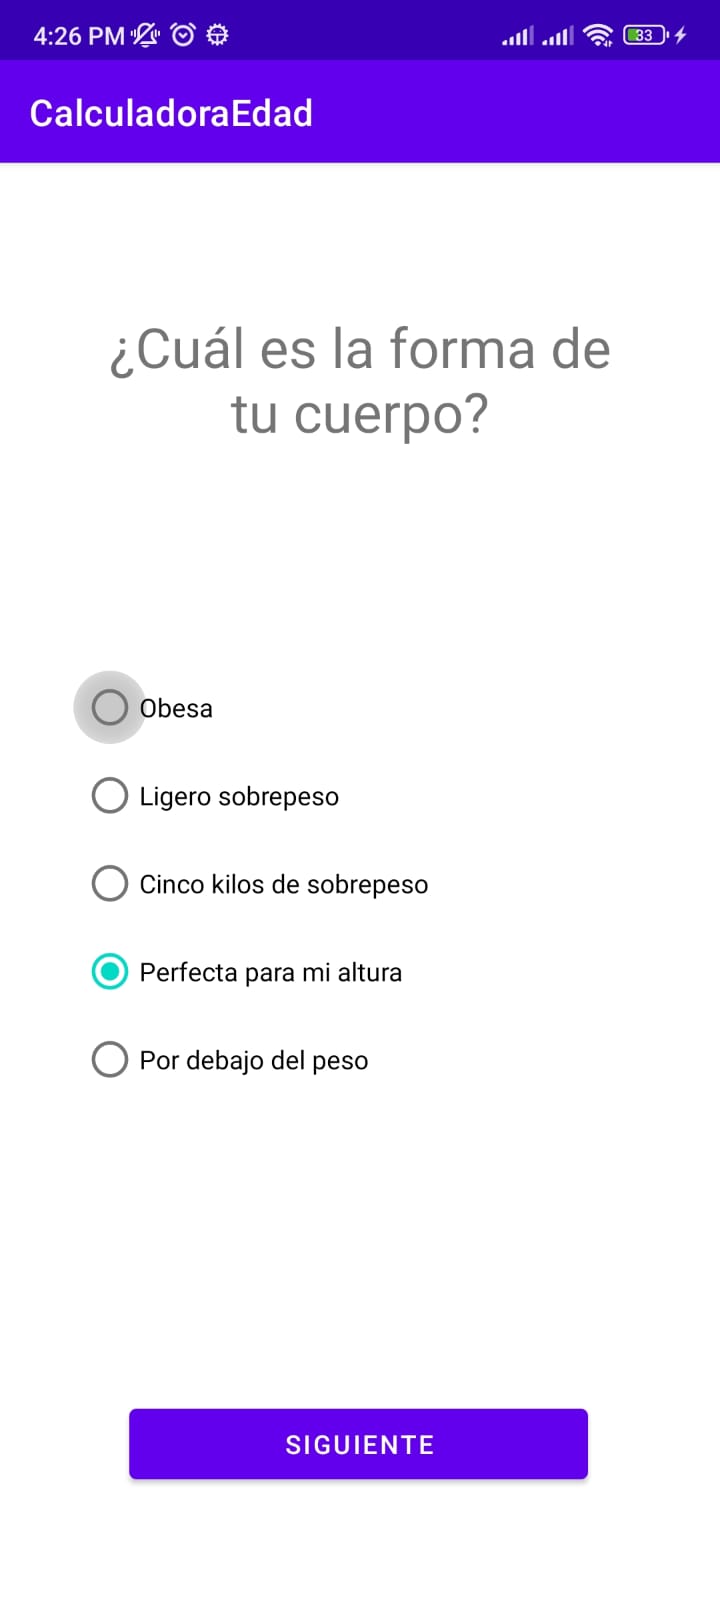 4:26 PM
33
CalculadoraEdad
¿Cuál es la forma de
tu cuerpo?
Obesa
Ligero sobrepeso
Cinco kilos de sobrepeso
Perfecta para mi altura
Por debajo del peso
SIGUIENTE